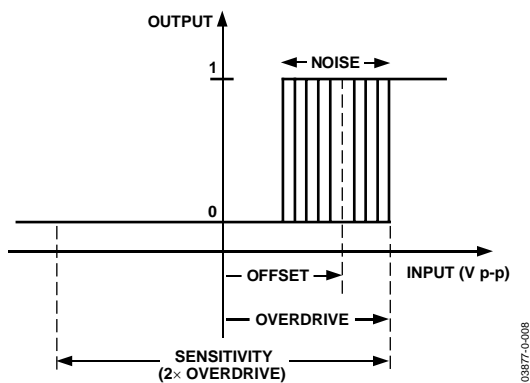 OUTPUT
NOISE
1
0
OFFSET
INPUT (V p-p)
OVERDRIVE
SENSITIVITY
(2× OVERDRIVE)
03877-0-008